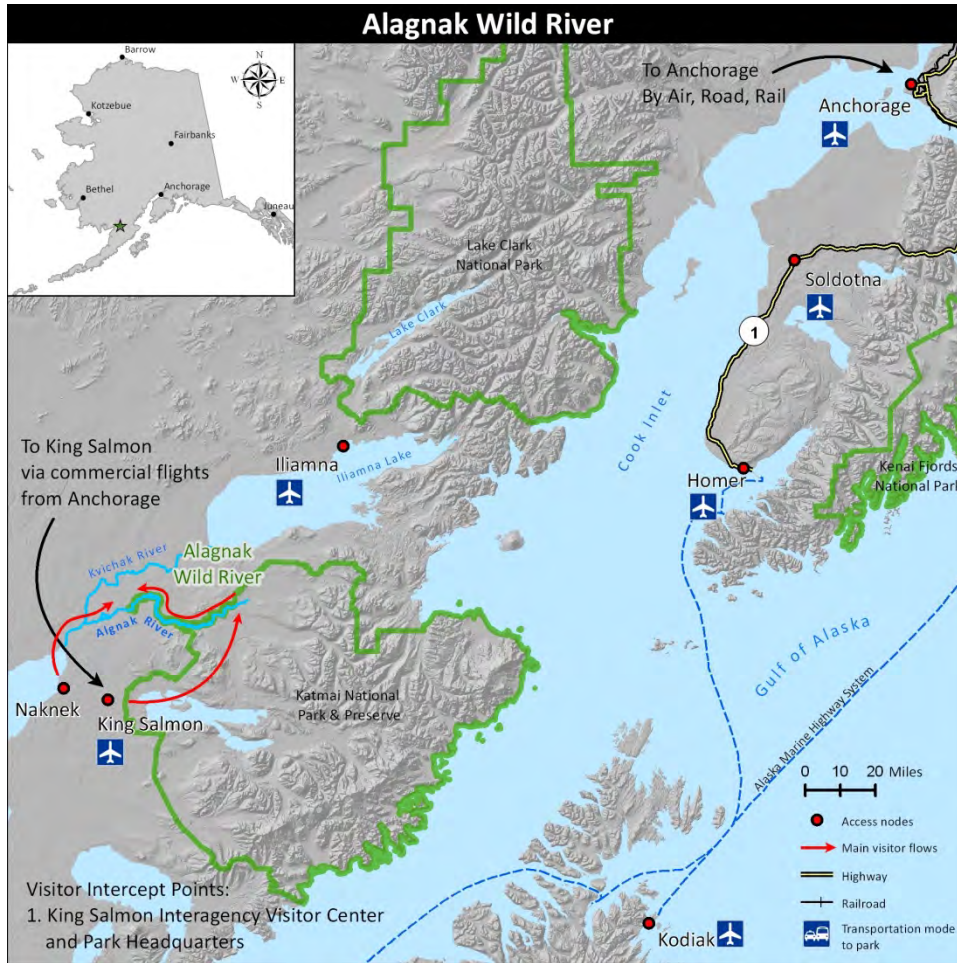 Alagnak Wild River
Barrow
N
W
E
S
Kotzebue
Fairbanks
Bethel
Anchorage
Juneau
To Anchorage
By Air, Road, Rail
Anchorage
Lake Clark
National Park
Lake Clark
Soldotna
1
Cook Inlet
To King Salmon
via commercial flights
from Anchorage
Iliamna
Iliamna Lake
Homer
Kenai Fjords
National Park
Kvichak River
Alagnak
Wild River
Algnak River
Gulf of Alaska
Naknek
King Salmon
Katmai National
Park & Preserve
Alaska Marine Highway System
0 10 20 Miles
Access nodes
Main visitor flows
Highway
Railroad
Transportation mode
to park
Visitor Intercept Points:
1. King Salmon Interagency Visitor Center
and Park Headquarters
Kodiak